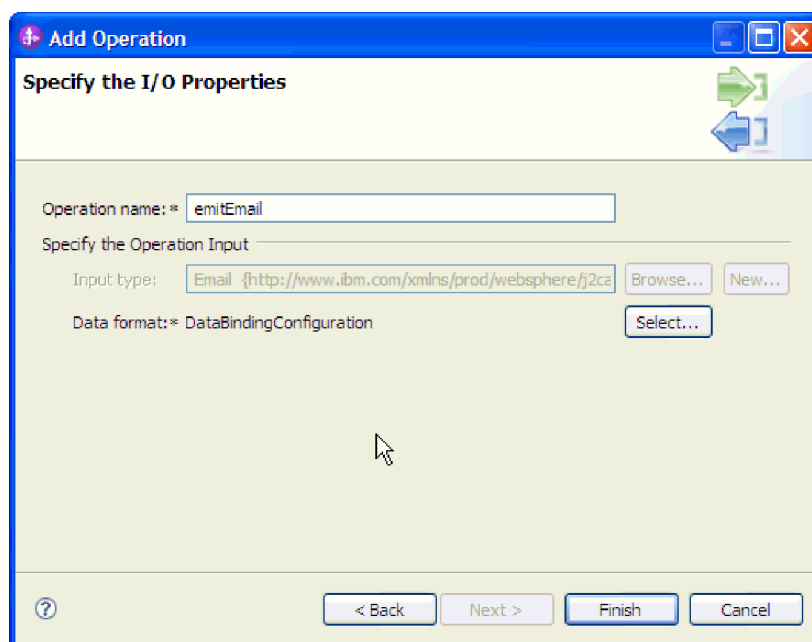 Add Operation
Specify the I/O Properties
Operation name:* emitEmail
Specify the Operation Input
Input type: Email {http://www.ibm.com/xmlns/prod/websphere/j2ca Browse... New...
Data format:* DataBindingConfiguration Select...
? < Back Next > Finish Cancel